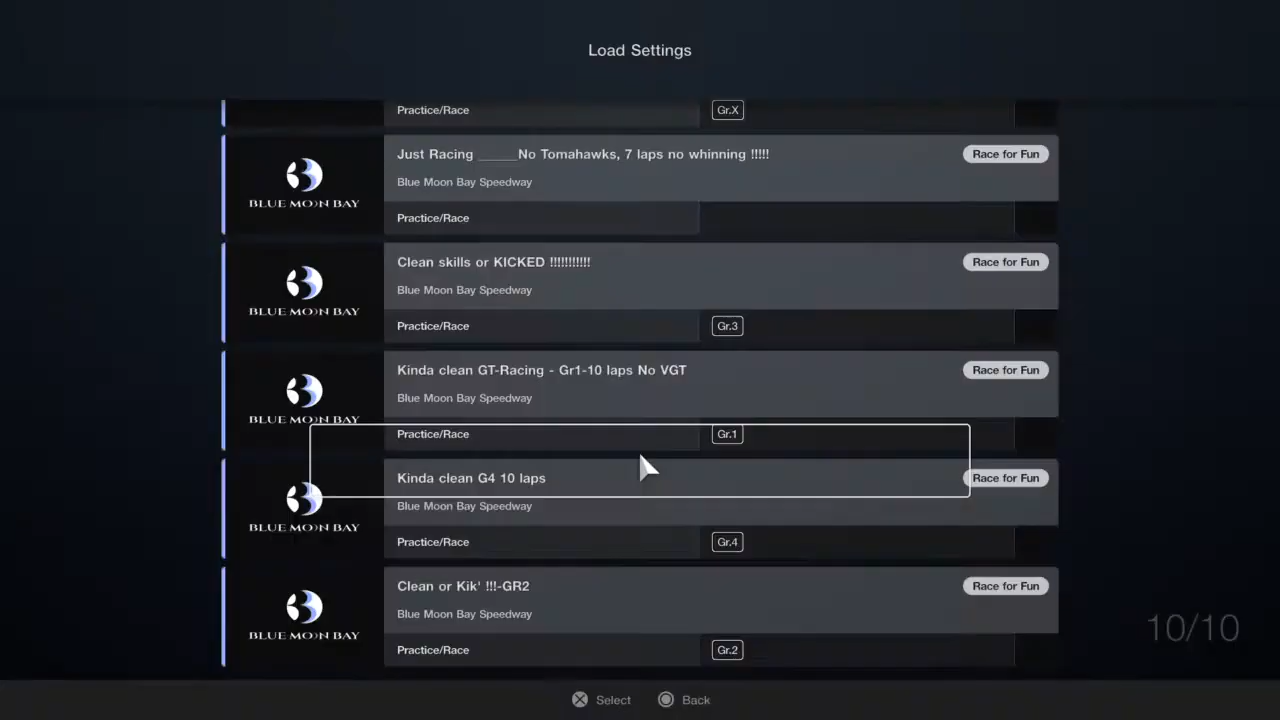 Load Settings
Practice/Race
Gr.X
Just Racing _____No Tomahawks, 7 laps no whinning !!!!!
Race for Fun
Blue Moon Bay Speedway
BLUE MOON BAY
Practice/Race
Clean skills or KICKED !!!!!!!!!!!
Race for Fun
Blue Moon Bay Speedway
BLUE MOON BAY
Practice/Race
Gr.3
Kinda clean GT-Racing - Gr1-10 laps No VGT
Race for Fun
Blue Moon Bay Speedway
BLUE MOON BAY
Practice/Race
Gr.1
Kinda clean G4 10 laps
Race for Fun
Blue Moon Bay Speedway
BLUE MOON BAY
Practice/Race
Gr.4
Clean or Kik' !!!-GR2
Race for Fun
Blue Moon Bay Speedway
BLUE MOON BAY
Practice/Race
Gr.2
10/10
Select
Back